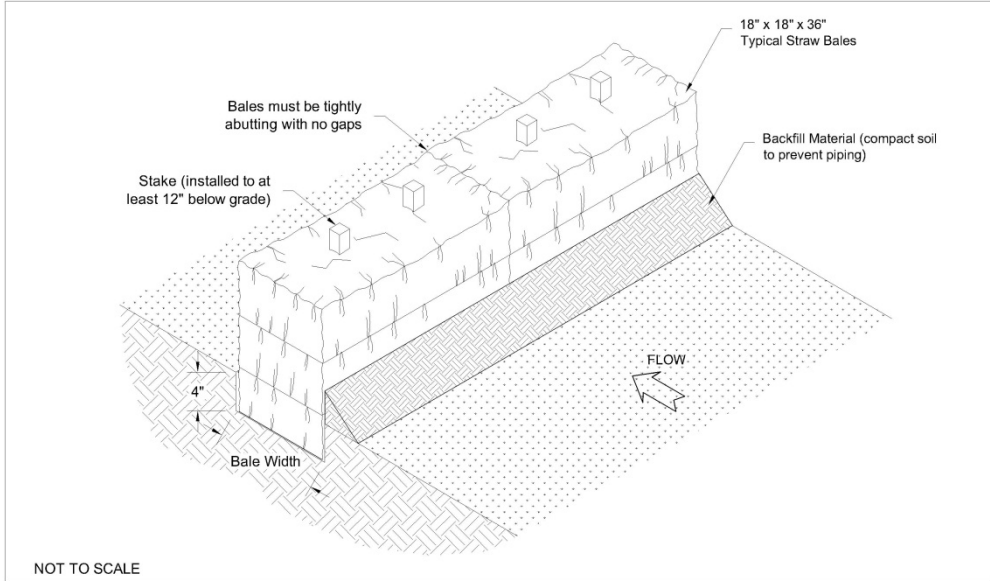 18" x 18" x 36"
Typical Straw Bales
Bales must be tightly
abutting with no gaps
Backfill Material (compact soil
to prevent piping)
Stake (installed to at
least 12" below grade)
FLOW
4"
Bale Width
NOT TO SCALE